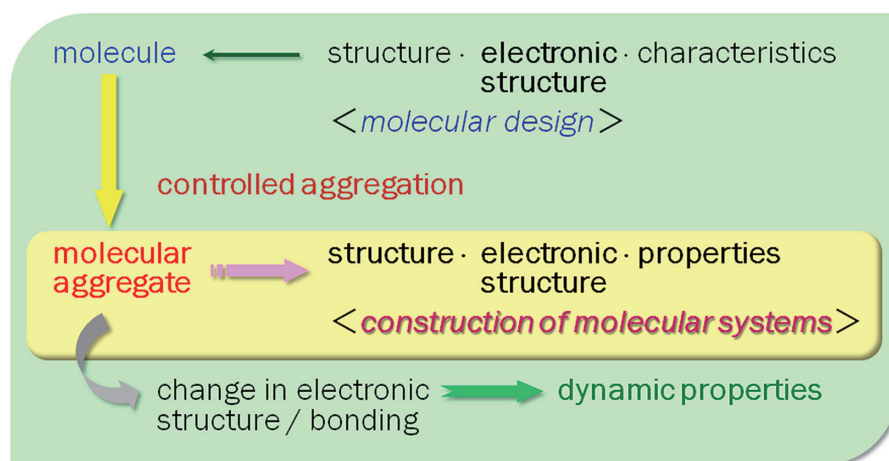 molecule
structure · electronic · characteristics
structure
<molecular design>
controlled aggregation
molecular
aggregate
structure · electronic · properties
structure
<construction of molecular systems>
change in electronic
structure / bonding
dynamic properties